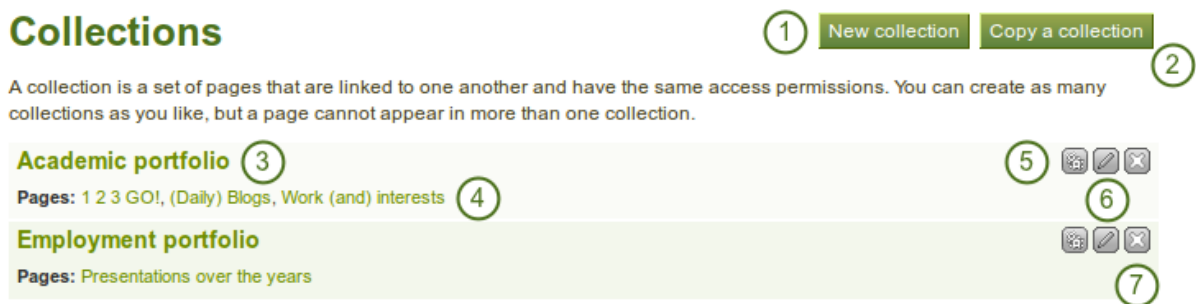 Collections
1 New collection Copy a collection
2
A collection is a set of pages that are linked to one another and have the same access permissions. You can create as many
collections as you like, but a page cannot appear in more than one collection.
Academic portfolio 3 5
Pages: 1 2 3 GO!, (Daily) Blogs, Work (and) interests 4 6
Employment portfolio
Pages: Presentations over the years 7